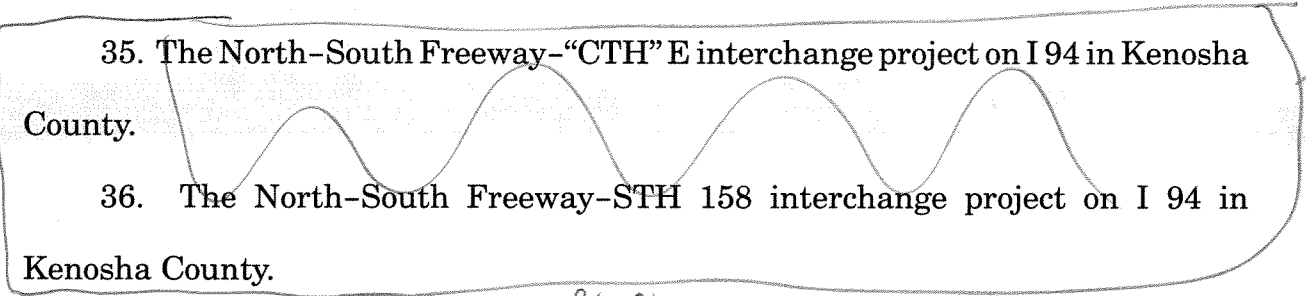 35. The North–South Freeway–“CTH” E interchange project on I 94 in Kenosha
County.
36. The North–South Freeway–STH 158 interchange project on I 94 in
Kenosha County.